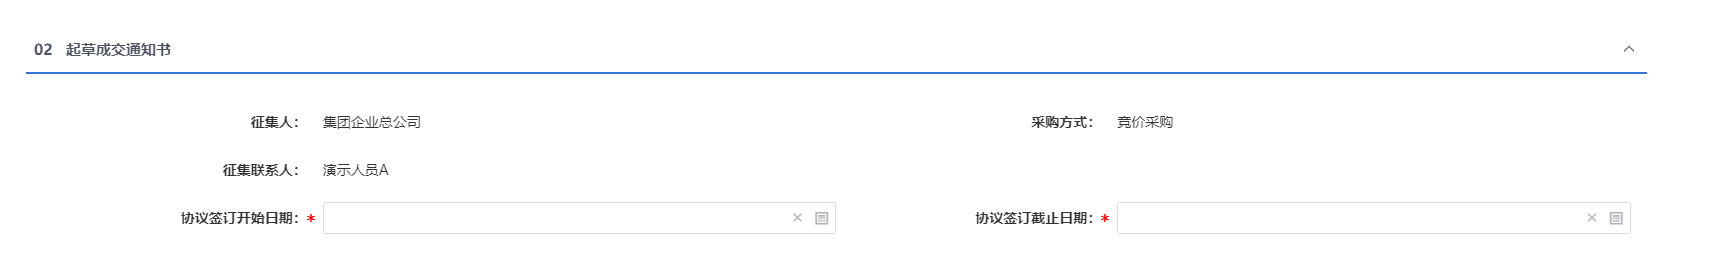 02 起草成交通知书
征集人： 集团企业总公司 采购方式： 竞价采购
征集联系人： 演示人员A
协议签订开始日期：* 协议签订截止日期：*